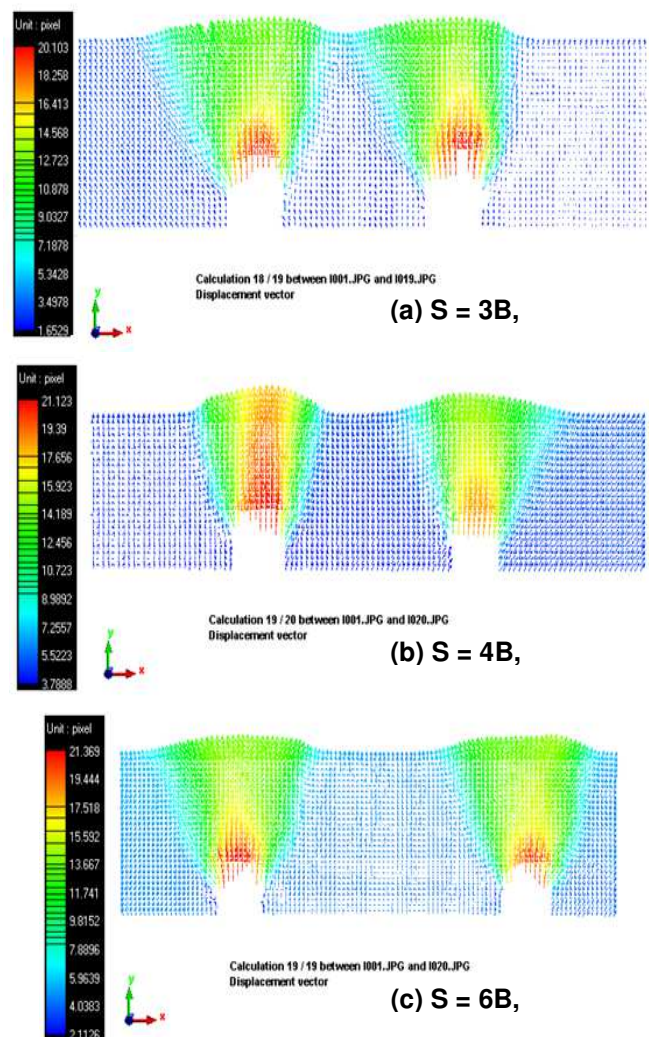 Unit : pixel
20.103
18.258
16.413
14.568
12.723
10.878
9.0327
7.1878
5.3428
3.4978
1.6529
y
x
Calculation 18 / 19 between I001.JPG and I019.JPG
Displacement vector
(a) S = 3B,
Unit : pixel
21.123
19.39
17.656
15.923
14.189
12.456
10.723
8.9892
7.2557
5.5223
3.7888
y
x
Calculation 19 / 20 between I001.JPG and I020.JPG
Displacement vector
(b) S = 4B,
Unit : pixel
21.369
19.444
17.518
15.592
13.667
11.741
9.8152
7.8896
5.9639
4.0383
2.1126
y
x
Calculation 19 / 19 between I001.JPG and I020.JPG
Displacement vector
(c) S = 6B,